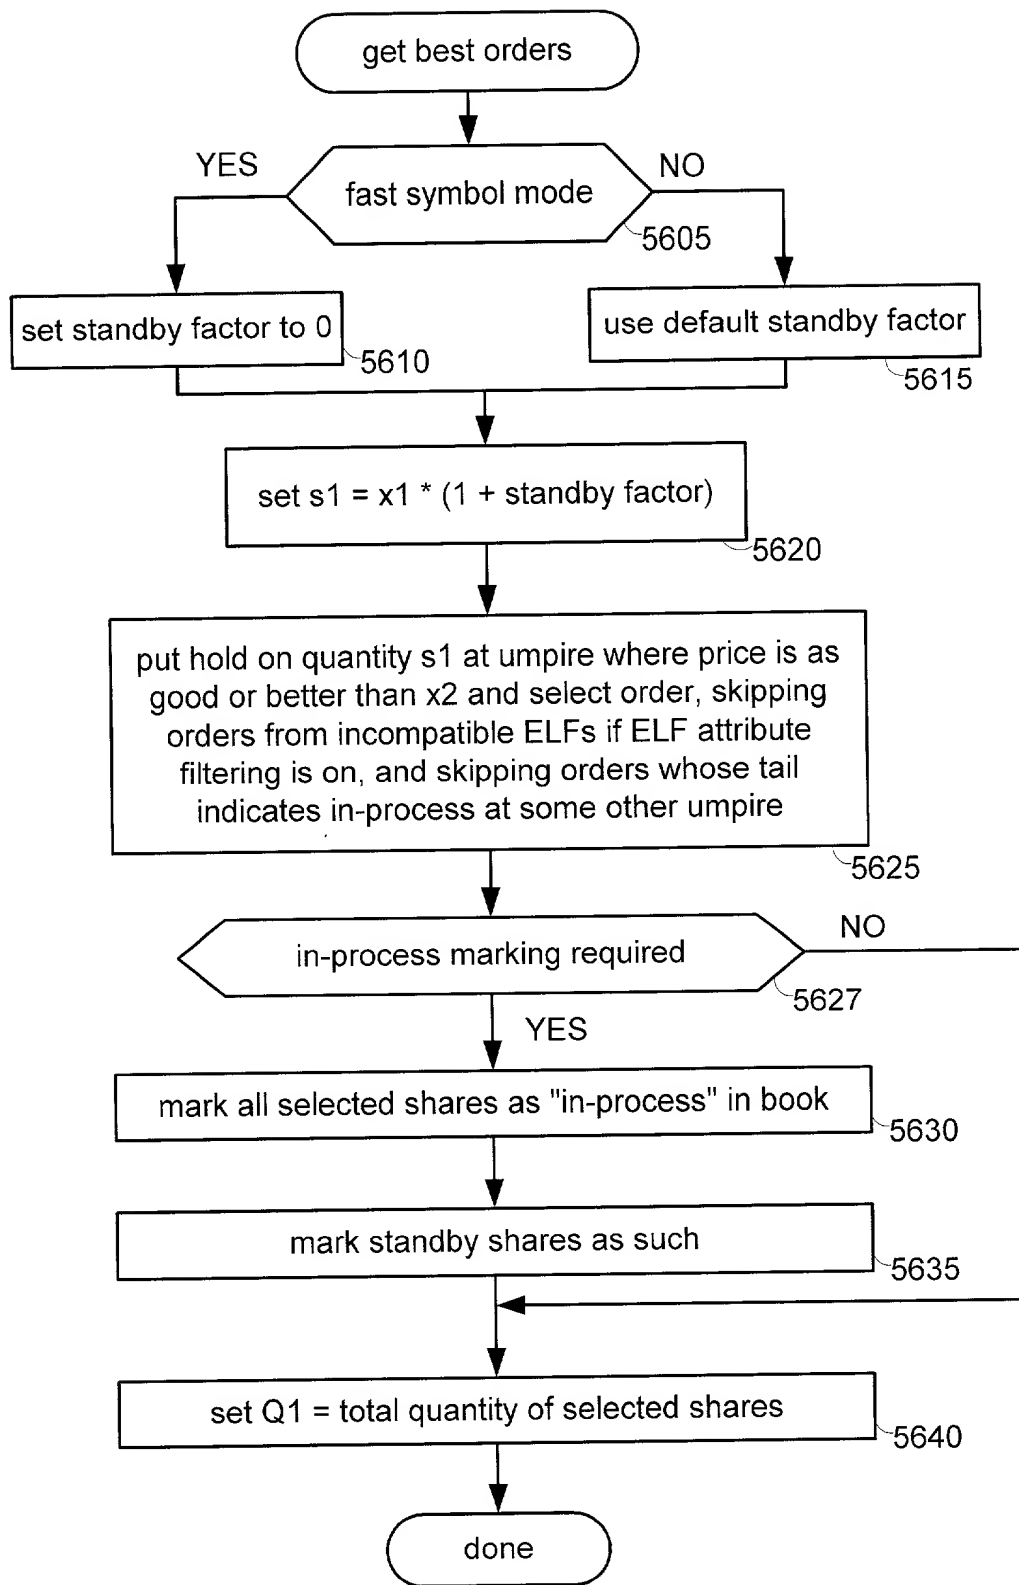 get best orders
YES
NO
fast symbol mode
5605
set standby factor to 0
5610
use default standby factor
5615
set s1 = x1 * (1 + standby factor)
5620
put hold on quantity s1 at umpire where price is as
good or better than x2 and select order, skipping
orders from incompatible ELFs if ELF attribute
filtering is on, and skipping orders whose tail
indicates in-process at some other umpire
5625
in-process marking required
NO
5627
YES
mark all selected shares as "in-process" in book
5630
mark standby shares as such
5635
set Q1 = total quantity of selected shares
5640
done